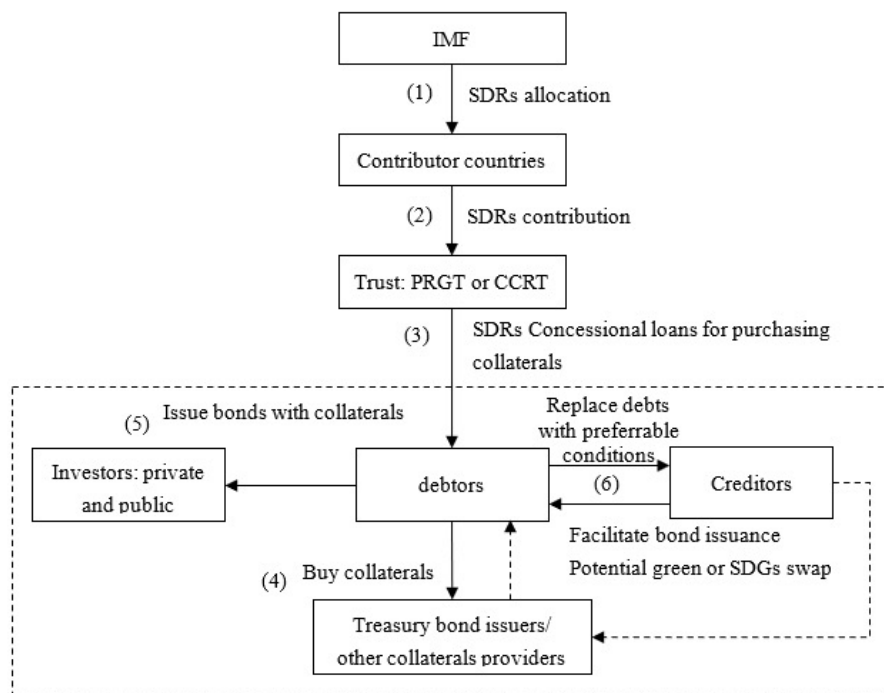 IMF
(1)
SDRs allocation
Contributor countries
(2)
SDRs contribution
Trust: PRGT or CCRT
(3)
SDRs Concessional loans for purchasing
collaterals
(5)
Issue bonds with collaterals
Replace debts
with preferrable
conditions
Investors: private
and public
debtors
(6)
Creditors
Facilitate bond issuance
Potential green or SDGs swap
(4)
Buy collaterals
Treasury bond issuers/
other collaterals providers